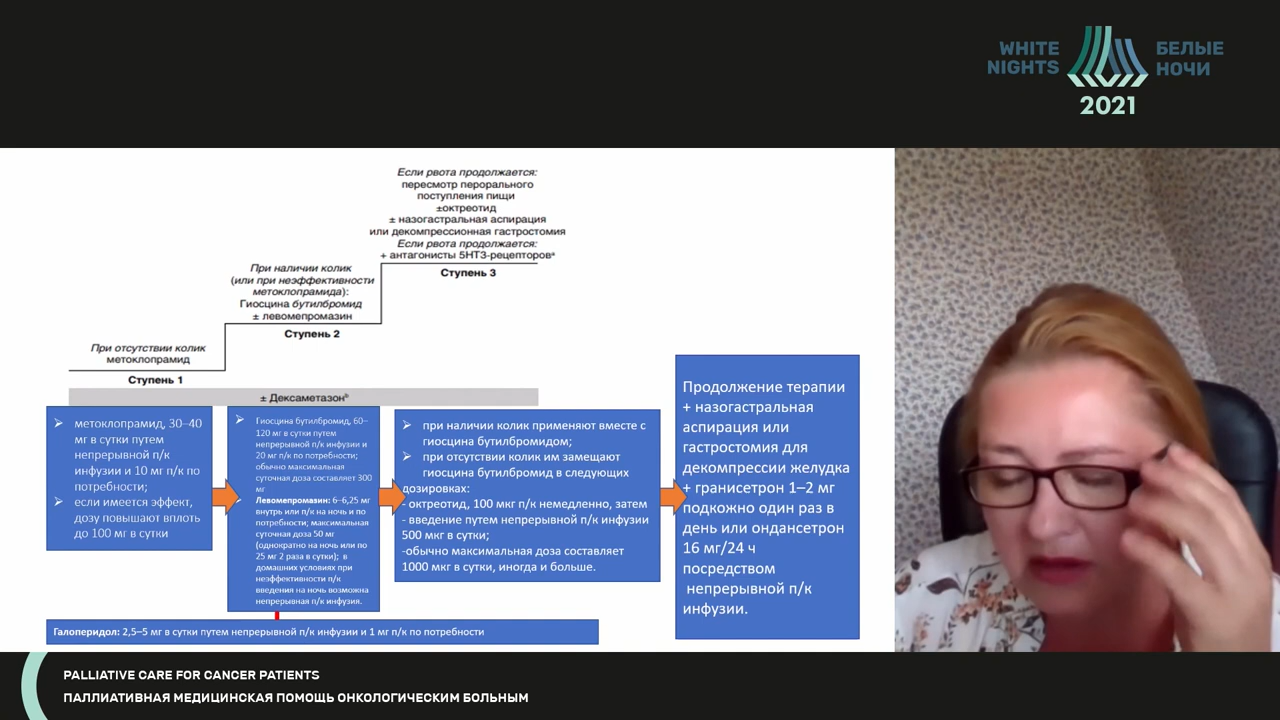 WHITE NIGHTS
БЕЛЫЕ НОЧИ
2021
Если рвота продолжается:
пересмотр перорального
поступления пищи
±октреотид
± назогастральная аспирация
или декомпрессионная гастростомия
Если рвота продолжается:
+ антагонисты 5НТ3-рецепторовᵃ
Ступень 3
При наличии колик
(или при неэффективности
метоклопрамида):
Гиосцина бутилбромид
± левомепромазин
Ступень 2
При отсутствии колик
метоклопрамид
Ступень 1
± Дексаметазонᵇ
метоклопрамид, 30–40
мг в сутки путем
непрерывной п/к
инфузии и 10 мг п/к по
потребности;
если имеется эффект,
дозу повышают вплоть
до 100 мг в сутки
Гиосцина бутилбромид, 60–
120 мг в сутки путем
непрерывной п/к инфузии и
20 мг п/к по потребности;
обычно максимальная
суточная доза составляет 300
мг
Левомепромазин: 6–6,25 мг
внутрь или п/к на ночь и по
потребности; максимальная
суточная доза 50 мг
(однократно на ночь или по
25 мг 2 раза в сутки); в
домашних условиях при
неэффективности п/к
введения на ночь возможна
непрерывная п/к инфузия.
при наличии колик применяют вместе с
гиосцина бутилбромидом;
при отсутствии колик им замещают
гиосцина бутилбромид в следующих
дозировках:
- октреотид, 100 мкг п/к немедленно, затем
- введение путем непрерывной п/к инфузии
500 мкг в сутки;
-обычно максимальная доза составляет
1000 мкг в сутки, иногда и больше.
Продолжение терапии
+ назогастральная
аспирация или
гастростомия для
декомпрессии желудка
+ гранисетрон 1–2 мг
подкожно один раз в
день или ондансетрон
16 мг/24 ч
посредством
непрерывной п/к
инфузии.
Галоперидол: 2,5–5 мг в сутки путем непрерывной п/к инфузии и 1 мг п/к по потребности
PALLIATIVE CARE FOR CANCER PATIENTS
ПАЛЛИАТИВНАЯ МЕДИЦИНСКАЯ ПОМОЩЬ ОНКОЛОГИЧЕСКИМ БОЛЬНЫМ